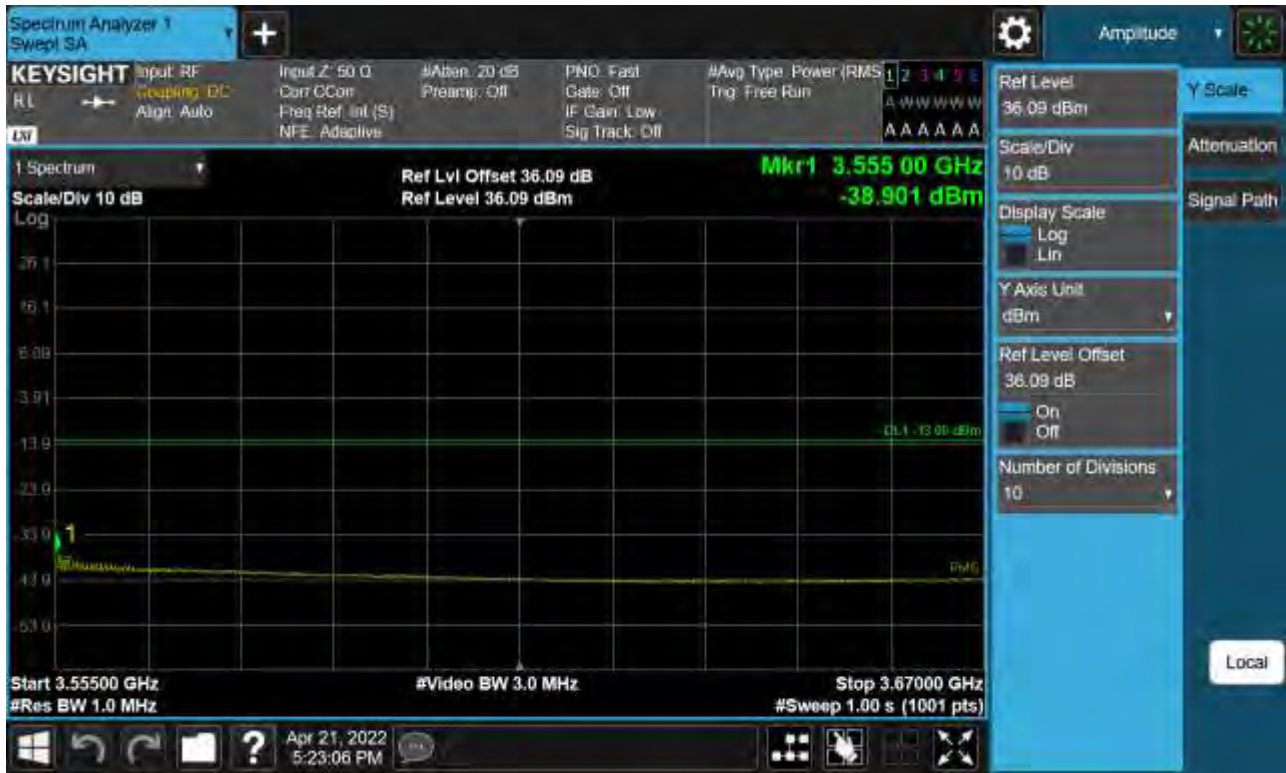 Spectrum Analyzer 1
Swept SA
Amplitude
KEYSIGHT
RL
Input: RF
Coupling: DC
Align: Auto
Input Z: 50 Ω
Corr CCorr
Freq Ref: Int (S)
NFE: Adaptive
#Atten: 20 dB
Preamp: Off
PNO: Fast
Gate: Off
IF Gain: Low
Sig Track: Off
#Avg Type: Power (RMS
Trig: Free Run
1 2 3 4 5 6
A W W W W W
A A A A A A
1 Spectrum
Scale/Div 10 dB
Log
Ref Lvl Offset 36.09 dB
Ref Level 36.09 dBm
Mkr1 3.555 00 GHz
-38.901 dBm
26.1
16.1
6.09
-3.91
DL1 -13.00 dBm
-13.9
-23.9
-33.9
1
-43.9
RMS
-53.9
Start 3.55500 GHz
#Res BW 1.0 MHz
#Video BW 3.0 MHz
Stop 3.67000 GHz
#Sweep 1.00 s (1001 pts)
Ref Level
36.09 dBm
Scale/Div
10 dB
Display Scale
Log
Lin
Y Axis Unit
dBm
Ref Level Offset
36.09 dB
On
Off
Number of Divisions
10
Y Scale
Attenuation
Signal Path
Local
?
Apr 21, 2022
5:23:06 PM